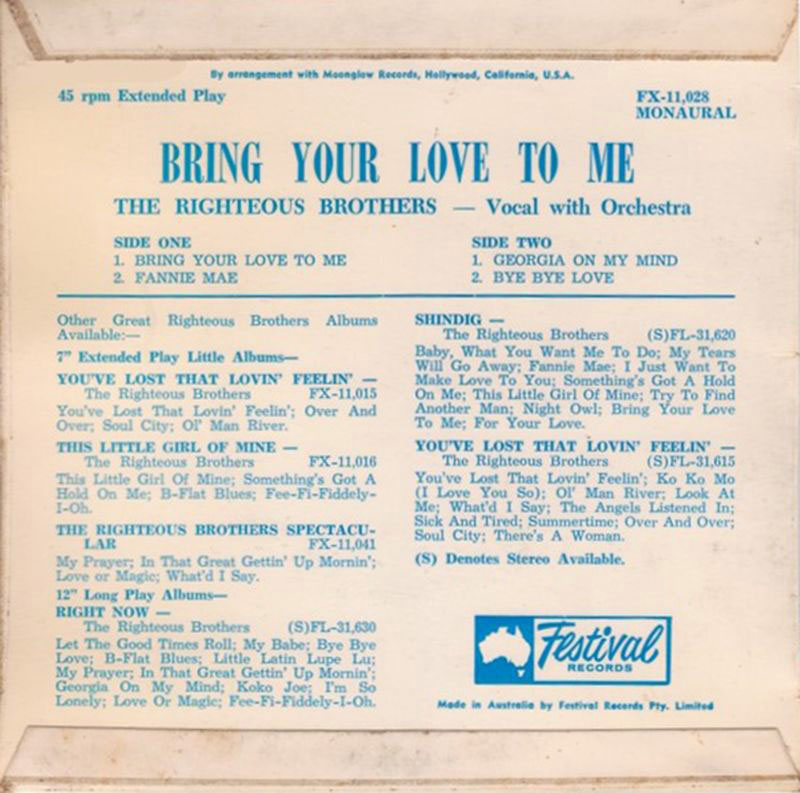 By arrangement with Moonglow Records, Hollywood, California, U.S.A.
45 rpm Extended Play
FX-11,028
MONAURAL
BRING YOUR LOVE TO ME
THE RIGHTEOUS BROTHERS — Vocal with Orchestra
SIDE ONE
1. BRING YOUR LOVE TO ME
2. FANNIE MAE
SIDE TWO
1. GEORGIA ON MY MIND
2. BYE BYE LOVE
Other Great Righteous Brothers Albums
Available:—
7" Extended Play Little Albums—
YOU'VE LOST THAT LOVIN' FEELIN' —
The Righteous Brothers FX-11,015
You've Lost That Lovin' Feelin'; Over And
Over; Soul City; Ol' Man River.
THIS LITTLE GIRL OF MINE —
The Righteous Brothers FX-11,016
This Little Girl Of Mine; Something's Got A
Hold On Me; B-Flat Blues; Fee-Fi-Fiddely-
I-Oh.
THE RIGHTEOUS BROTHERS SPECTACU-
LAR FX-11,041
My Prayer; In That Great Gettin' Up Mornin';
Love or Magic; What'd I Say.
12" Long Play Albums—
RIGHT NOW —
The Righteous Brothers (S)FL-31,630
Let The Good Times Roll; My Babe; Bye Bye
Love; B-Flat Blues; Little Latin Lupe Lu;
My Prayer; In That Great Gettin' Up Mornin';
Georgia On My Mind; Koko Joe; I'm So
Lonely; Love Or Magic; Fee-Fi-Fiddely-I-Oh.
SHINDIG —
The Righteous Brothers (S)FL-31,620
Baby, What You Want Me To Do; My Tears
Will Go Away; Fannie Mae; I Just Want To
Make Love To You; Something's Got A Hold
On Me; This Little Girl Of Mine; Try To Find
Another Man; Night Owl; Bring Your Love
To Me; For Your Love.
YOU'VE LOST THAT LOVIN' FEELIN' —
The Righteous Brothers (S)FL-31,615
You've Lost That Lovin' Feelin'; Ko Ko Mo
(I Love You So); Ol' Man River; Look At
Me; What'd I Say; The Angels Listened In;
Sick And Tired; Summertime; Over And Over;
Soul City; There's A Woman.
(S) Denotes Stereo Available.
Festival
RECORDS
Made in Australia by Festival Records Pty. Limited